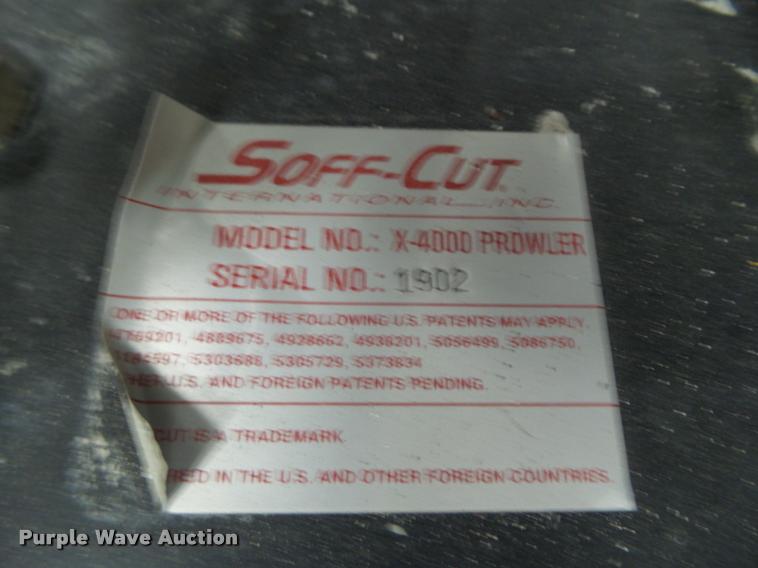 SOFF-CUT®
INTERNATIONAL, INC.
MODEL NO.: X-4000 PROWLER
SERIAL NO.: 1902
ONE OR MORE OF THE FOLLOWING U.S. PATENTS MAY APPLY.
4769201, 4889675, 4928662, 4936201, 5056499, 5086750,
5303688, 5305729, 5373834
U.S. AND FOREIGN PATENTS PENDING.
CUT IS A TRADEMARK
IN THE U.S. AND OTHER FOREIGN COUNTRIES.
Purple Wave Auction